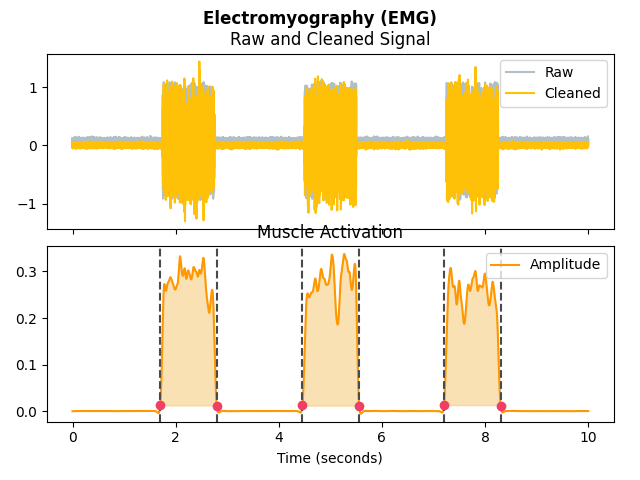 Electromyography (EMG)
Raw and Cleaned Signal
Raw
Cleaned
1
0
−1
Muscle Activation
Amplitude
0.3
0.2
0.1
0.0
0 2 4 6 8 10
Time (seconds)